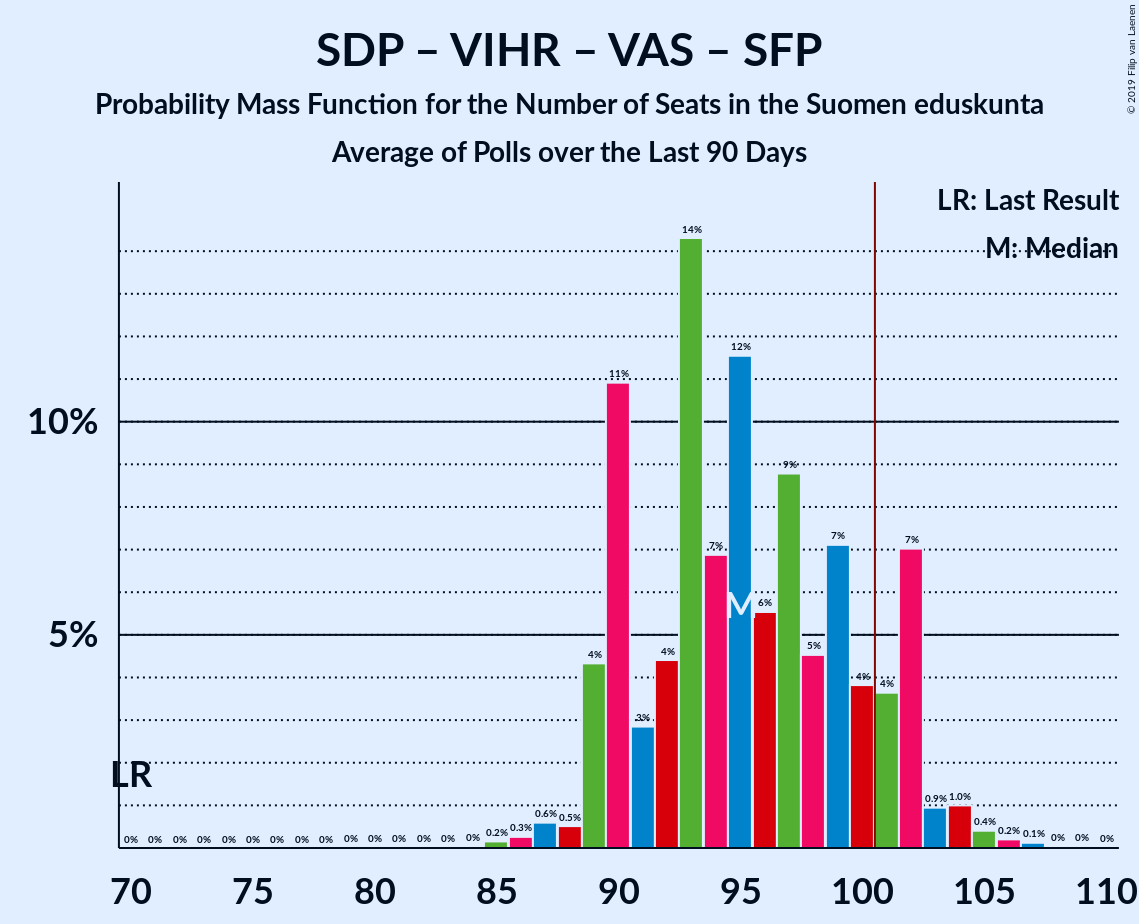 SDP – VIHR – VAS – SFP
Probability Mass Function for the Number of Seats in the Suomen eduskunta
Average of Polls over the Last 90 Days
© 2019 Filip van Laenen
LR: Last Result
M: Median
10%
5%
LR
M
0% 0% 0% 0% 0% 0% 0% 0% 0% 0% 0% 0% 0% 0% 0% 0.2% 0.3% 0.6% 0.5% 4% 11% 3% 4% 14% 7% 12% 6% 9% 5% 7% 4% 4% 7% 0.9% 1.0% 0.4% 0.2% 0.1% 0% 0% 0%
70 75 80 85 90 95 100 105 110